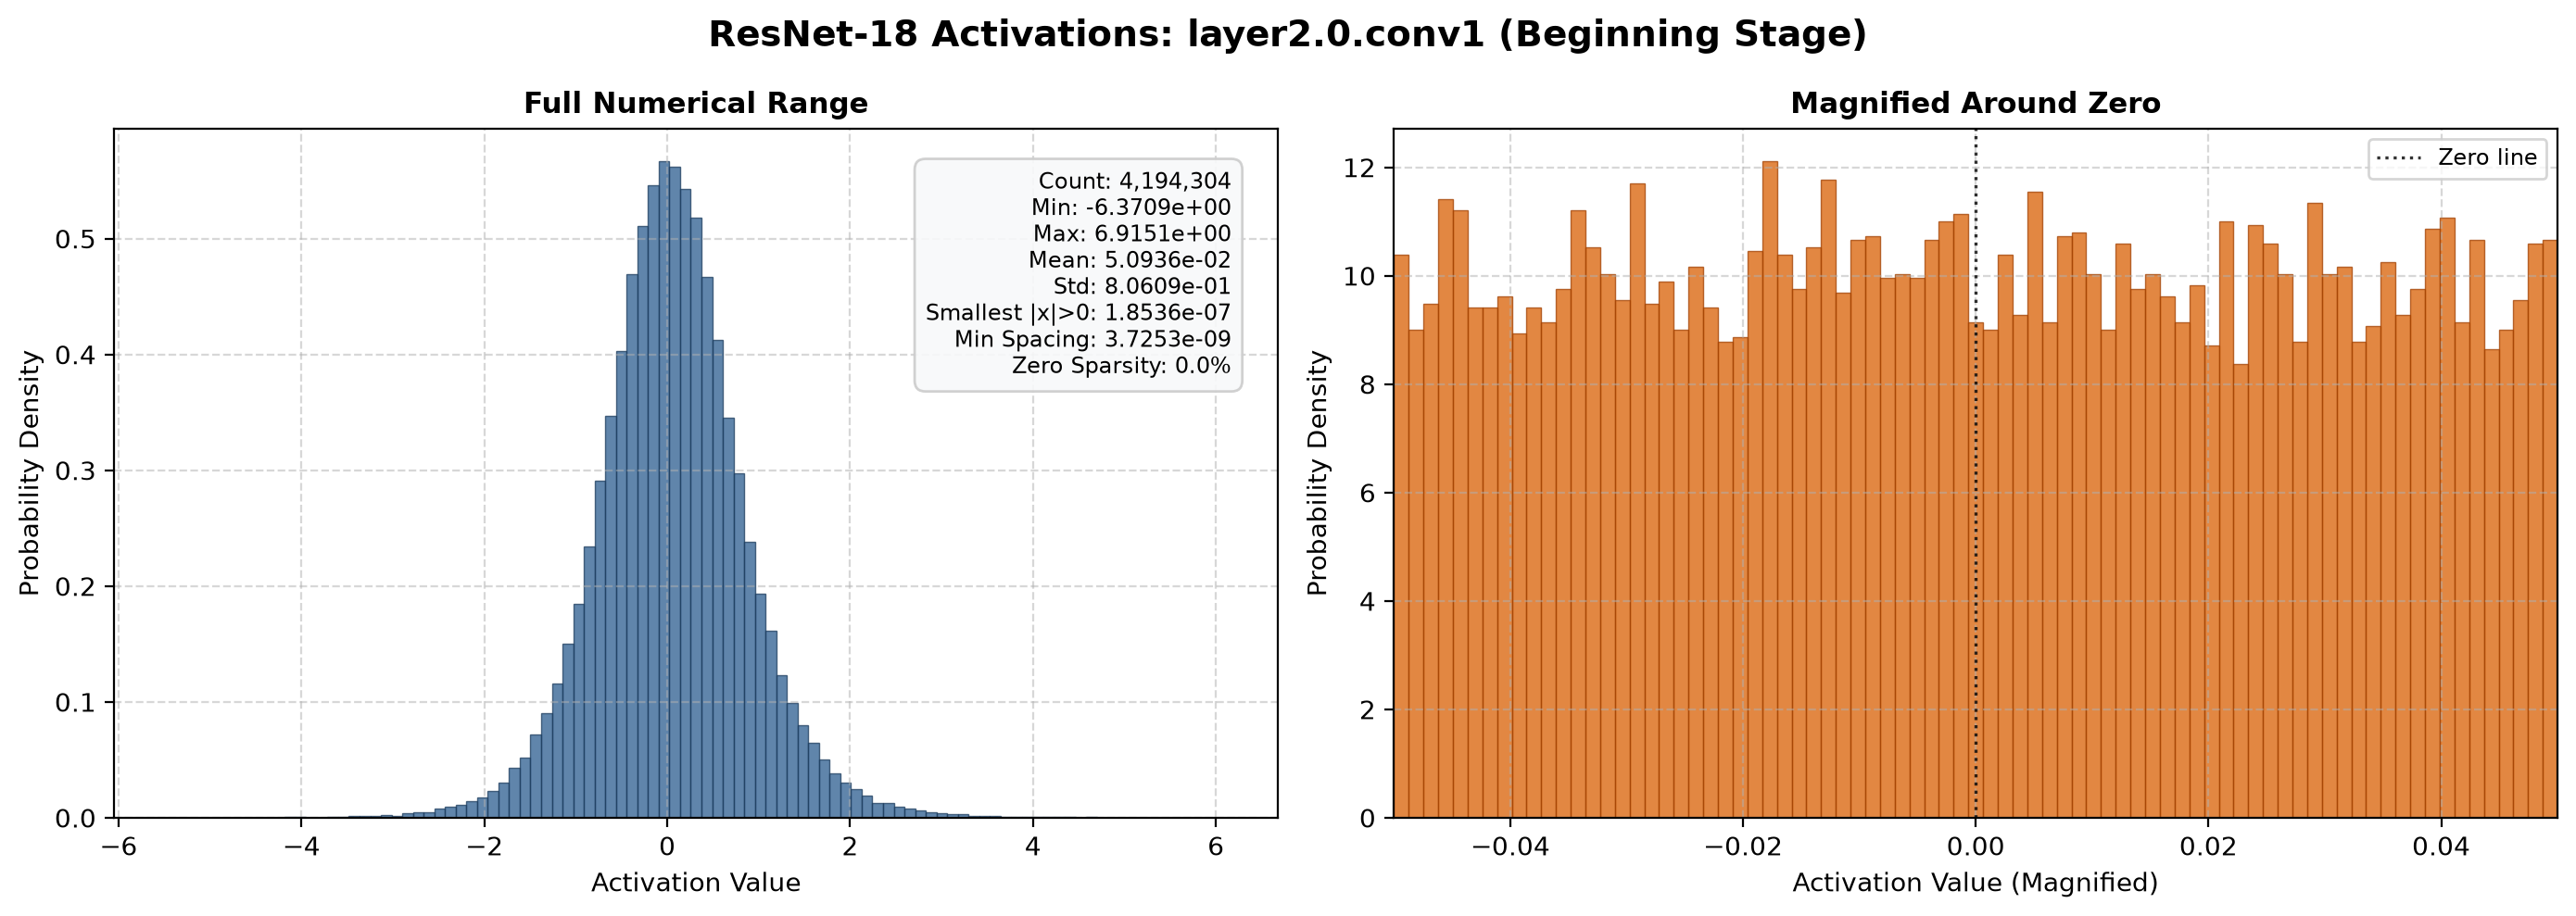 ResNet-18 Activations: layer2.0.conv1 (Beginning Stage)
Full Numerical Range
Probability Density
0.5
0.4
0.3
0.2
0.1
0.0
Count: 4,194,304
Min: -6.3709e+00
Max: 6.9151e+00
Mean: 5.0936e-02
Std: 8.0609e-01
Smallest |x|>0: 1.8536e-07
Min Spacing: 3.7253e-09
Zero Sparsity: 0.0%
−6 −4 −2 0 2 4 6
Activation Value
Magnified Around Zero
Probability Density
12
10
8
6
4
2
0
Zero line
−0.04 −0.02 0.00 0.02 0.04
Activation Value (Magnified)